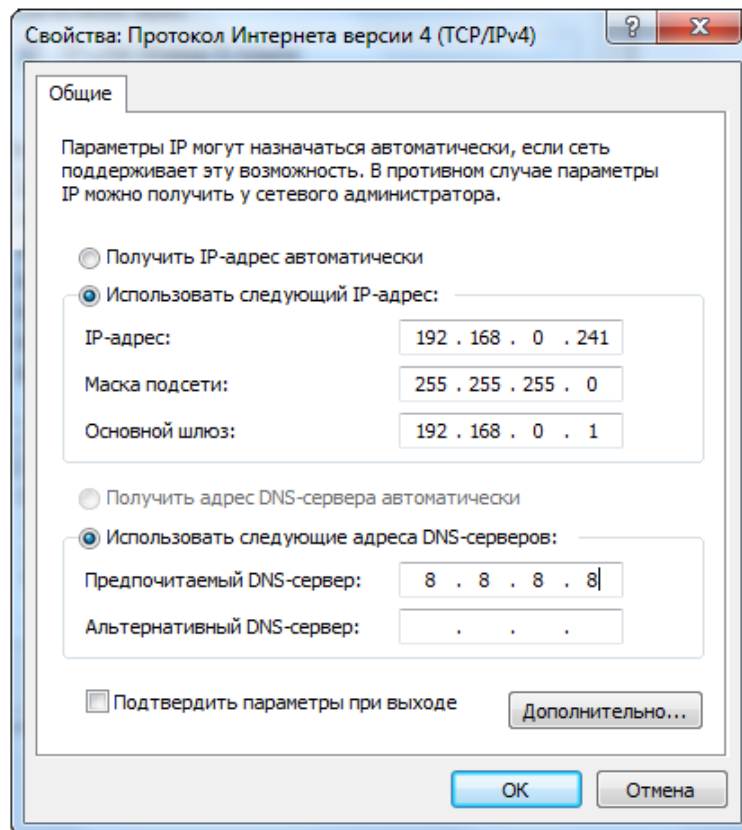 Свойства: Протокол Интернета версии 4 (TCP/IPv4)
?
X
Общие
Параметры IP могут назначаться автоматически, если сеть
поддерживает эту возможность. В противном случае параметры
IP можно получить у сетевого администратора.
Получить IP-адрес автоматически
Использовать следующий IP-адрес:
IP-адрес: 192 . 168 . 0 . 241
Маска подсети: 255 . 255 . 255 . 0
Основной шлюз: 192 . 168 . 0 . 1
Получить адрес DNS-сервера автоматически
Использовать следующие адреса DNS-серверов:
Предпочитаемый DNS-сервер: 8 . 8 . 8 . 8
Альтернативный DNS-сервер: . . .
Подтвердить параметры при выходе
Дополнительно...
ОК Отмена